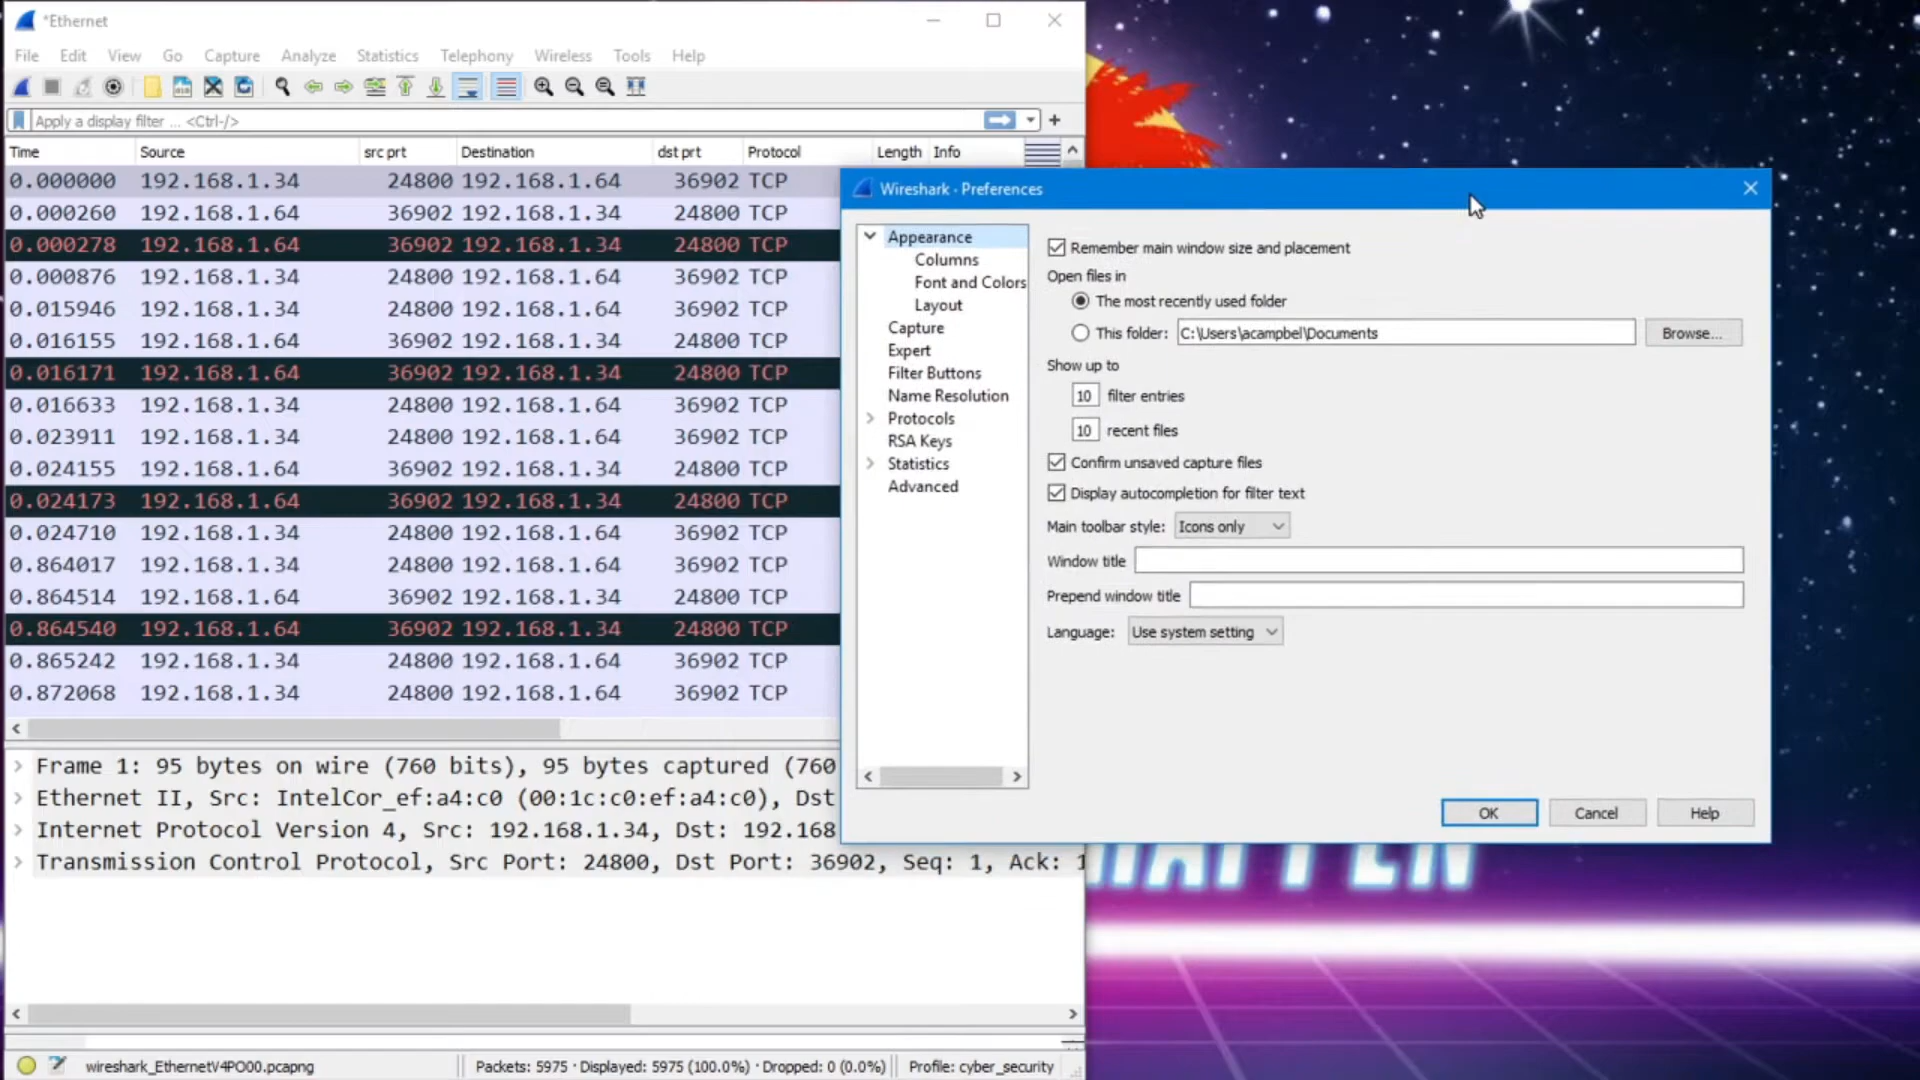 *Ethernet
File Edit View Go Capture Analyze Statistics Telephony Wireless Tools Help
Apply a display filter ... <Ctrl-/>
+
Time Source src prt Destination dst prt Protocol Length Info
0.000000 192.168.1.34 24800 192.168.1.64 36902 TCP
0.000260 192.168.1.64 36902 192.168.1.34 24800 TCP
0.000278 192.168.1.64 36902 192.168.1.34 24800 TCP
0.000876 192.168.1.34 24800 192.168.1.64 36902 TCP
0.015946 192.168.1.34 24800 192.168.1.64 36902 TCP
0.016155 192.168.1.64 36902 192.168.1.34 24800 TCP
0.016171 192.168.1.64 36902 192.168.1.34 24800 TCP
0.016633 192.168.1.34 24800 192.168.1.64 36902 TCP
0.023911 192.168.1.34 24800 192.168.1.64 36902 TCP
0.024155 192.168.1.64 36902 192.168.1.34 24800 TCP
0.024173 192.168.1.64 36902 192.168.1.34 24800 TCP
0.024710 192.168.1.34 24800 192.168.1.64 36902 TCP
0.864017 192.168.1.34 24800 192.168.1.64 36902 TCP
0.864514 192.168.1.64 36902 192.168.1.34 24800 TCP
0.864540 192.168.1.64 36902 192.168.1.34 24800 TCP
0.865242 192.168.1.34 24800 192.168.1.64 36902 TCP
0.872068 192.168.1.34 24800 192.168.1.64 36902 TCP
Frame 1: 95 bytes on wire (760 bits), 95 bytes captured (760
Ethernet II, Src: IntelCor_ef:a4:c0 (00:1c:c0:ef:a4:c0), Dst
Internet Protocol Version 4, Src: 192.168.1.34, Dst: 192.168
Transmission Control Protocol, Src Port: 24800, Dst Port: 36902, Seq: 1, Ack: 1
wireshark_EthernetV4PO00.pcapng
Packets: 5975 · Displayed: 5975 (100.0%) · Dropped: 0 (0.0%)
Profile: cyber_security
Wireshark · Preferences
Appearance
Columns
Font and Colors
Layout
Capture
Expert
Filter Buttons
Name Resolution
Protocols
RSA Keys
Statistics
Advanced
Remember main window size and placement
Open files in
The most recently used folder
This folder: C:\Users\acampbel\Documents Browse...
Show up to
10 filter entries
10 recent files
Confirm unsaved capture files
Display autocompletion for filter text
Main toolbar style: Icons only
Window title
Prepend window title
Language: Use system setting
OK Cancel Help